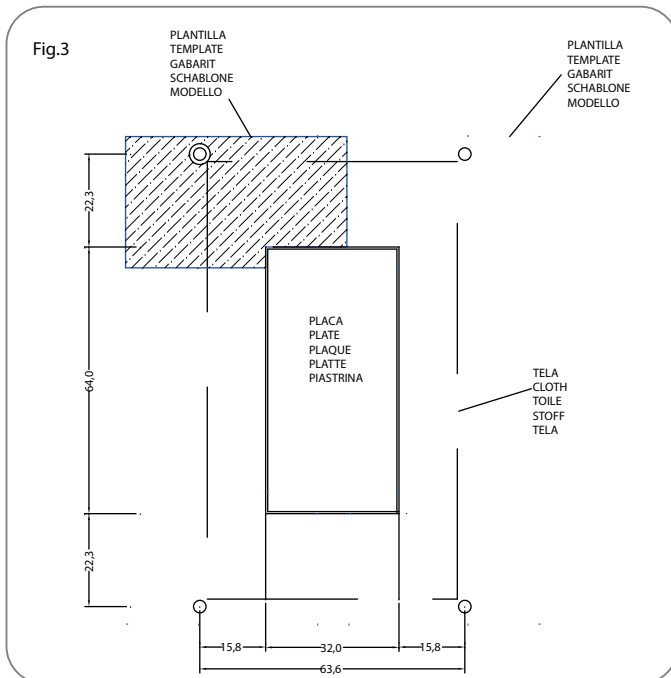 Fig.3
PLANTILLA
TEMPLATE
GABARIT
SCHABLONE
MODELLO
PLANTILLA
TEMPLATE
GABARIT
SCHABLONE
MODELLO
22,3
64,0
22,3
PLACA
PLATE
PLAQUE
PLATTE
PIASTRINA
TELA
CLOTH
TOILE
STOFF
TELA
15,8
32,0
15,8
63,6